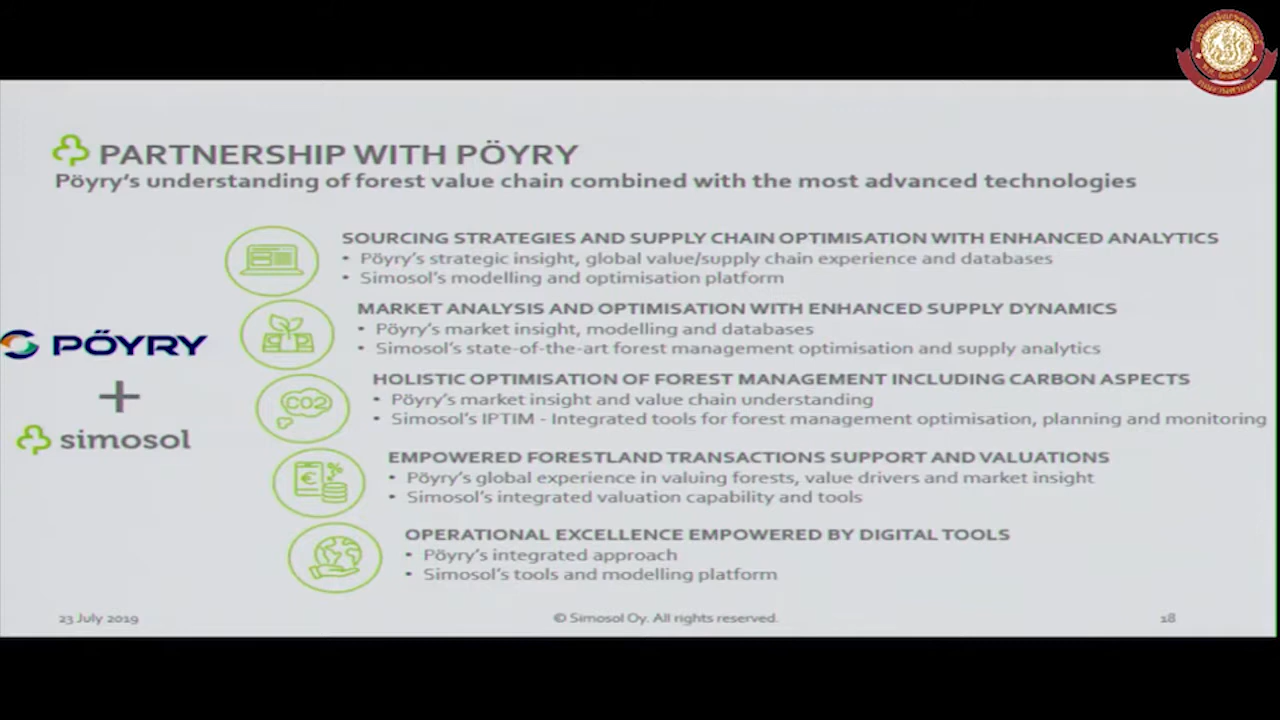 PARTNERSHIP WITH PÖYRY
Pöyry's understanding of forest value chain combined with the most advanced technologies
SOURCING STRATEGIES AND SUPPLY CHAIN OPTIMISATION WITH ENHANCED ANALYTICS
• Pöyry's strategic insight, global value/supply chain experience and databases
• Simosol's modelling and optimisation platform
MARKET ANALYSIS AND OPTIMISATION WITH ENHANCED SUPPLY DYNAMICS
• Pöyry's market insight, modelling and databases
• Simosol's state-of-the-art forest management optimisation and supply analytics
PÖYRY
+
simosol
HOLISTIC OPTIMISATION OF FOREST MANAGEMENT INCLUDING CARBON ASPECTS
• Pöyry's market insight and value chain understanding
• Simosol's IPTIM - Integrated tools for forest management optimisation, planning and monitoring
CO2
EMPOWERED FORESTLAND TRANSACTIONS SUPPORT AND VALUATIONS
• Pöyry's global experience in valuing forests, value drivers and market insight
• Simosol's integrated valuation capability and tools
€ %
OPERATIONAL EXCELLENCE EMPOWERED BY DIGITAL TOOLS
• Pöyry's integrated approach
• Simosol's tools and modelling platform
23 July 2019
© Simosol Oy. All rights reserved.
18